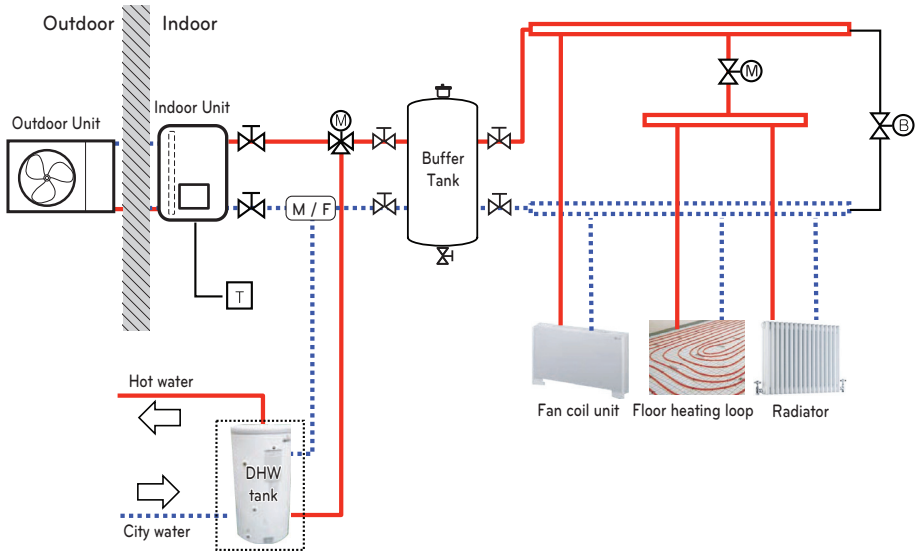 Outdoor
Indoor
Outdoor Unit
Indoor Unit
M
Buffer
Tank
M
B
M / F
T
Fan coil unit
Floor heating loop
Radiator
Hot water
DHW
tank
City water